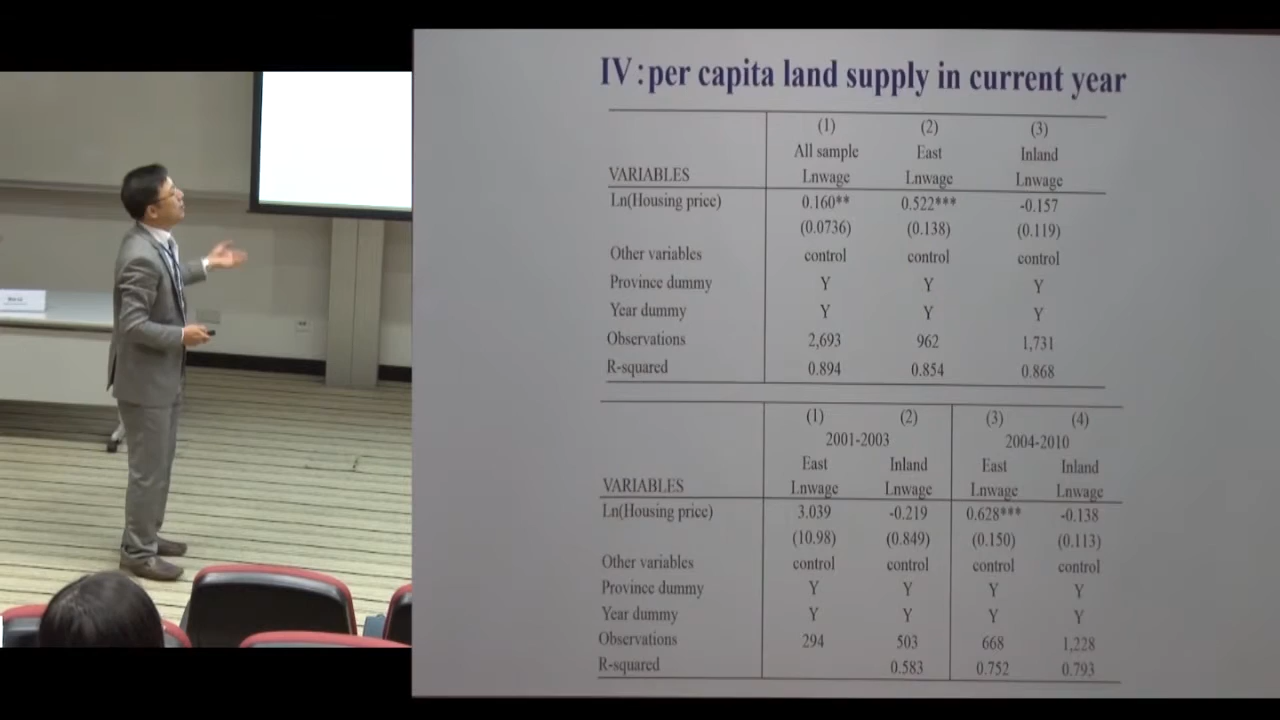 IV:per capita land supply in current year
(1) (2) (3)
All sample East Inland
VARIABLES Lnwage Lnwage Lnwage
Ln(Housing price) 0.160** 0.522*** -0.157
(0.0736) (0.138) (0.119)
Other variables control control control
Province dummy Y Y Y
Year dummy Y Y Y
Observations 2,693 962 1,731
R-squared 0.894 0.854 0.868
(1) (2) (3) (4)
2001-2003 2004-2010
East Inland East Inland
VARIABLES Lnwage Lnwage Lnwage Lnwage
Ln(Housing price) 3.039 -0.219 0.628*** -0.138
(10.98) (0.849) (0.150) (0.113)
Other variables control control control control
Province dummy Y Y Y Y
Year dummy Y Y Y Y
Observations 294 503 668 1,228
R-squared 0.583 0.752 0.793